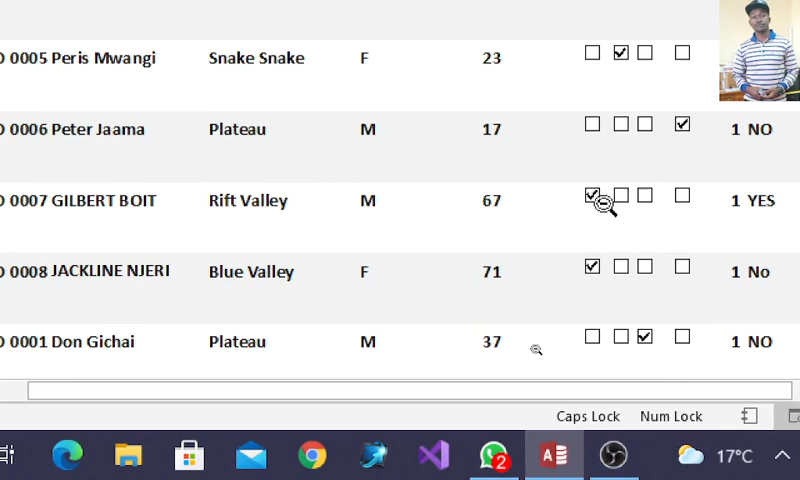 0005 Peris Mwangi Snake Snake F 23
0006 Peter Jaama Plateau M 17 1 NO
0007 GILBERT BOIT Rift Valley M 67 1 YES
0008 JACKLINE NJERI Blue Valley F 71 1 No
0001 Don Gichai Plateau M 37 1 NO
Caps Lock Num Lock
2 17°C